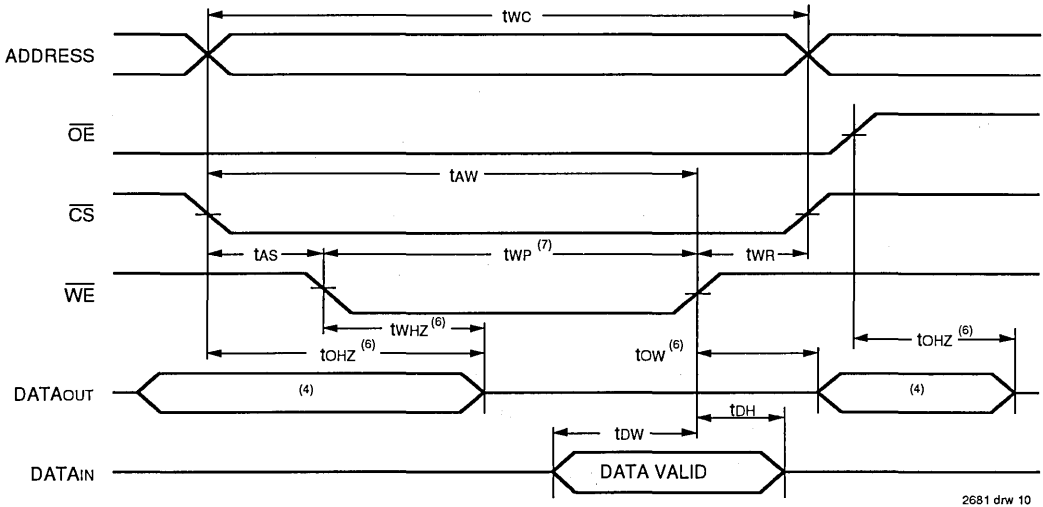 tWC
ADDRESS
OE
tAW
CS
tAS tWP (7) tWR
WE
tWHZ (6)
tOHZ (6) tOW (6) tOHZ (6)
DATAOUT (4) (4)
tDW tDH
DATAIN DATA VALID
2681 drw 10